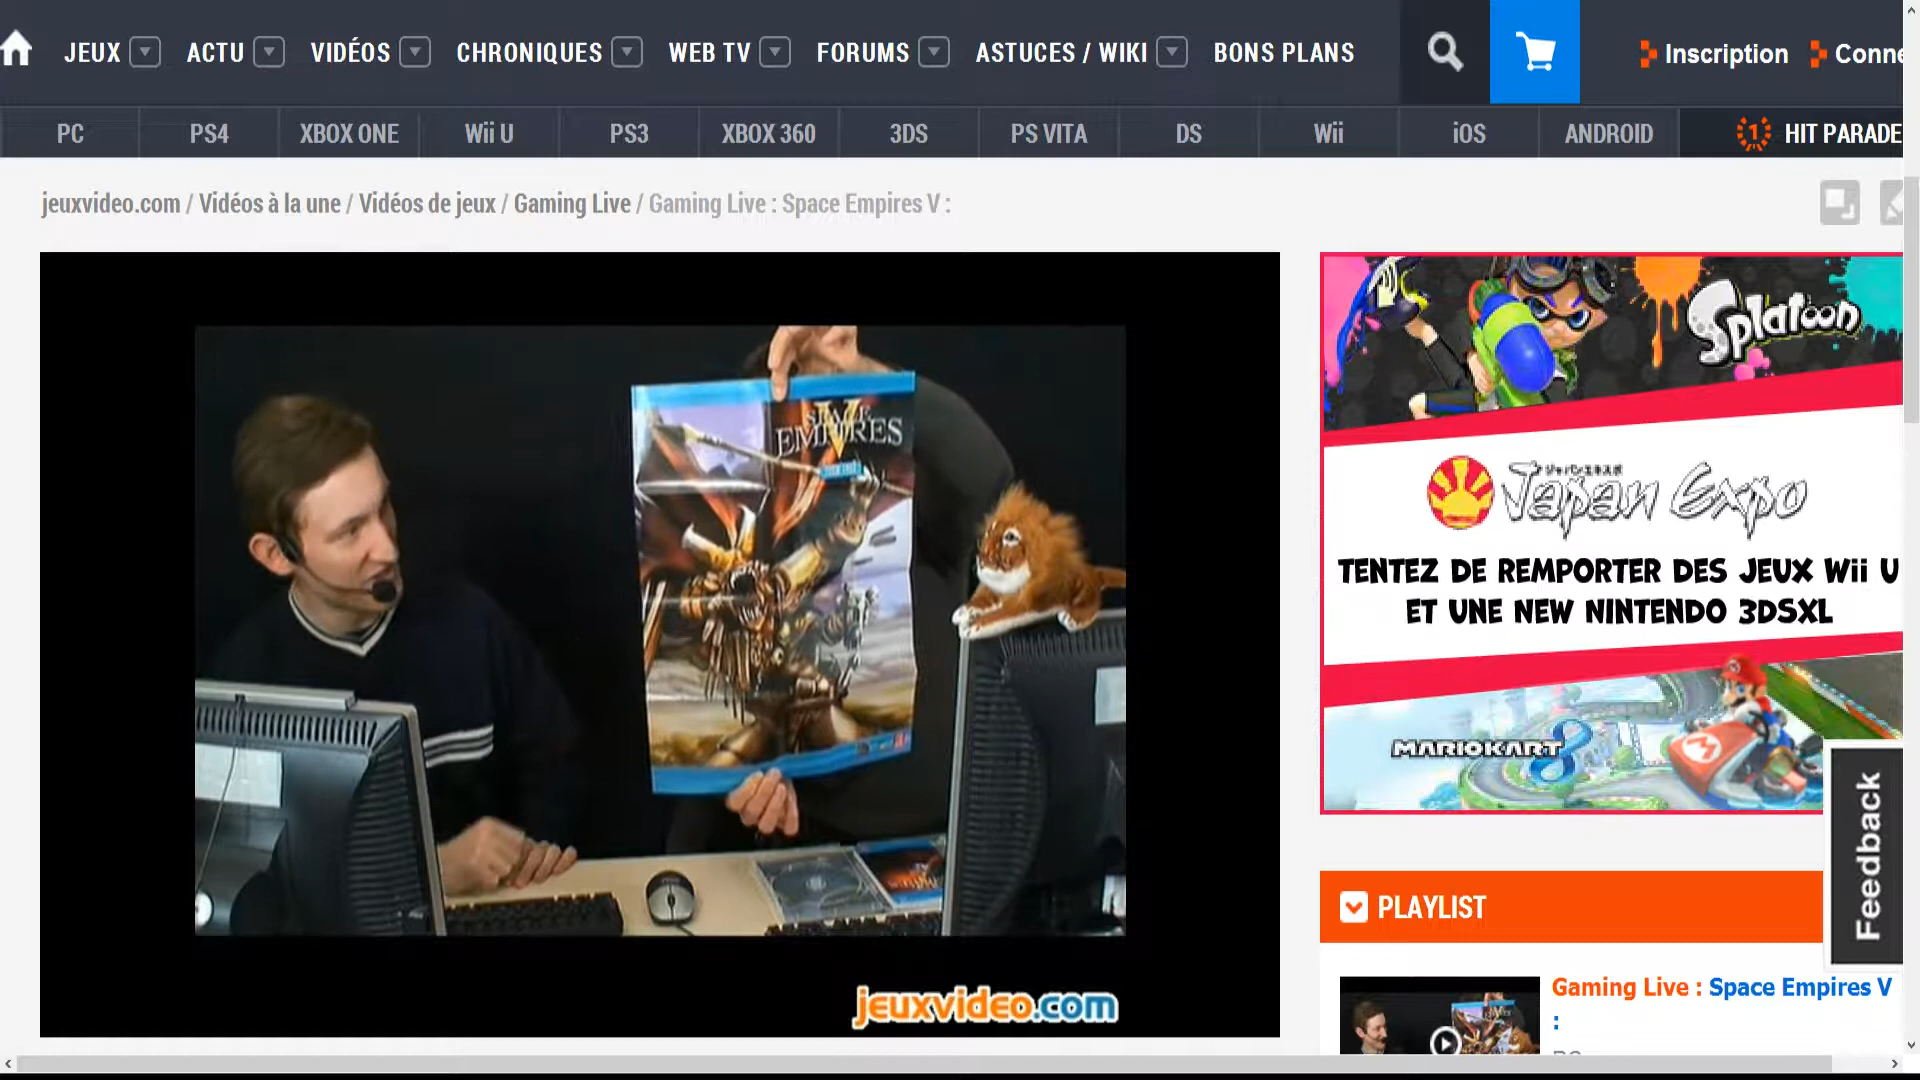 JEUX ACTU VIDÉOS CHRONIQUES WEB TV FORUMS ASTUCES / WIKI BONS PLANS Inscription Conne
PC PS4 XBOX ONE Wii U PS3 XBOX 360 3DS PS VITA DS Wii iOS ANDROID 1 HIT PARADE
jeuxvideo.com / Vidéos à la une / Vidéos de jeux / Gaming Live / Gaming Live : Space Empires V :
SPACE
EMPIRES
V
jeuxvideo.com
Splatoon
Japan Expo
TENTEZ DE REMPORTER DES JEUX Wii U
ET UNE NEW NINTENDO 3DSXL
MARIOKART 8
Feedback
PLAYLIST
Gaming Live : Space Empires V
: